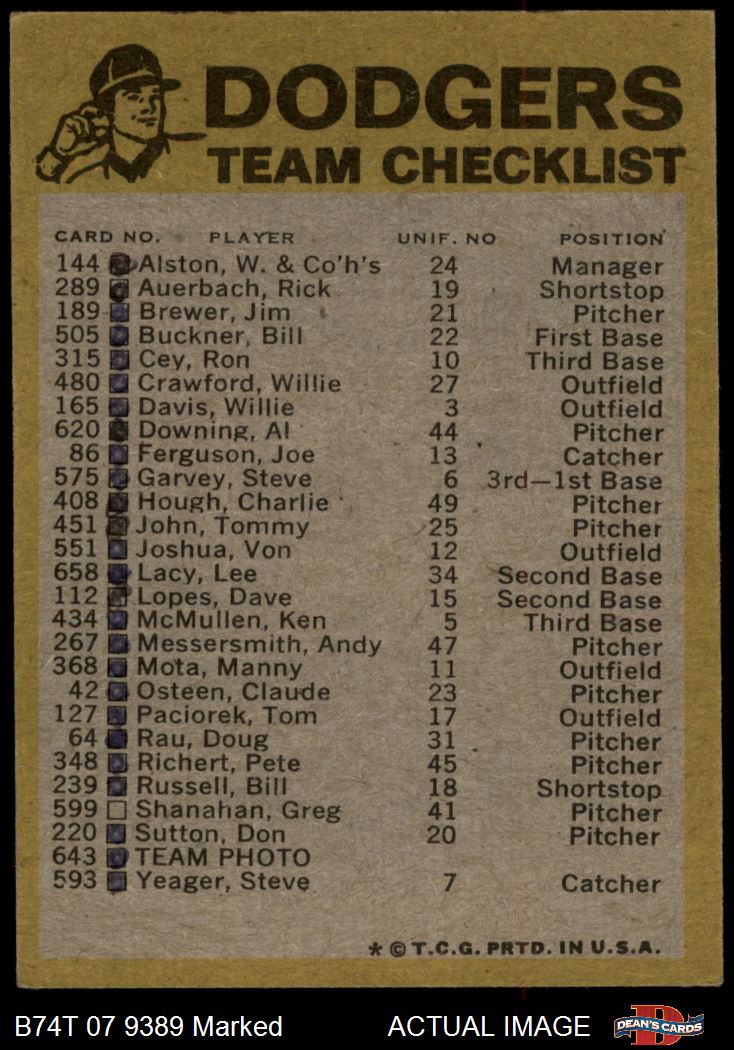 DODGERS
TEAM CHECKLIST
CARD NO. PLAYER UNIF. NO POSITION
144 Alston, W. & Co'h's 24 Manager
289 Auerbach, Rick 19 Shortstop
189 Brewer, Jim 21 Pitcher
505 Buckner, Bill 22 First Base
315 Cey, Ron 10 Third Base
480 Crawford, Willie 27 Outfield
165 Davis, Willie 3 Outfield
620 Downing, Al 44 Pitcher
86 Ferguson, Joe 13 Catcher
575 Garvey, Steve 6 3rd—1st Base
408 Hough, Charlie 49 Pitcher
451 John, Tommy 25 Pitcher
551 Joshua, Von 12 Outfield
658 Lacy, Lee 34 Second Base
112 Lopes, Dave 15 Second Base
434 McMullen, Ken 5 Third Base
267 Messersmith, Andy 47 Pitcher
368 Mota, Manny 11 Outfield
42 Osteen, Claude 23 Pitcher
127 Paciorek, Tom 17 Outfield
64 Rau, Doug 31 Pitcher
348 Richert, Pete 45 Pitcher
239 Russell, Bill 18 Shortstop
599 Shanahan, Greg 41 Pitcher
220 Sutton, Don 20 Pitcher
643 TEAM PHOTO
593 Yeager, Steve 7 Catcher
* © T.C.G. PRTD. IN U.S.A.
B74T 07 9389 Marked ACTUAL IMAGE DEAN'S CARDS